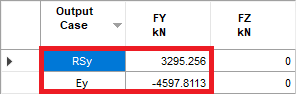 Output Case FY kN FZ kN
RSy 3295.256 0
Ey -4597.8113 0